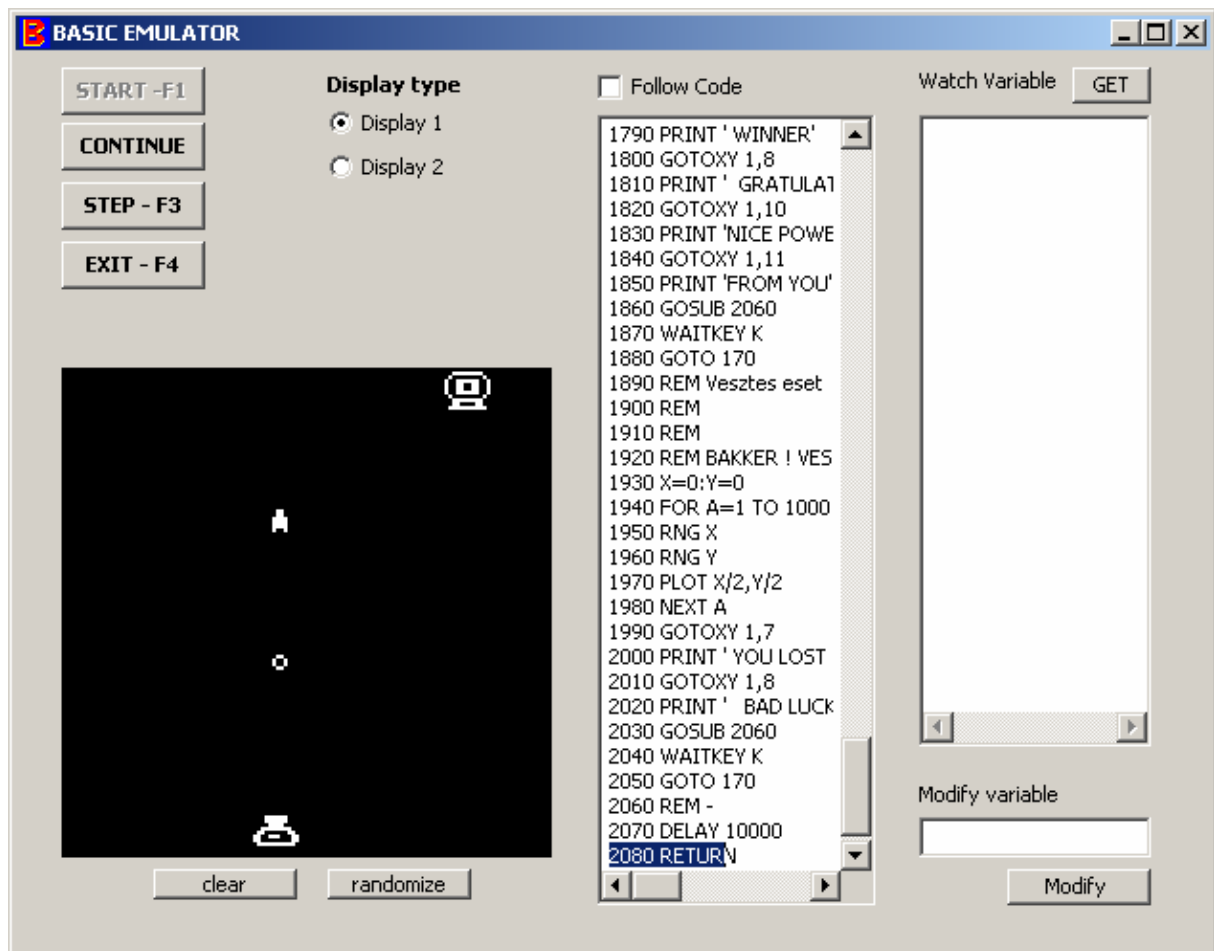 BASIC EMULATOR
START -F1
CONTINUE
STEP - F3
EXIT - F4
Display type
Display 1
Display 2
Follow Code
1790 PRINT ' WINNER'
1800 GOTOXY 1,8
1810 PRINT '  GRATULAT
1820 GOTOXY 1,10
1830 PRINT 'NICE POWE
1840 GOTOXY 1,11
1850 PRINT 'FROM YOU'
1860 GOSUB 2060
1870 WAITKEY K
1880 GOTO 170
1890 REM Vesztes eset
1900 REM
1910 REM
1920 REM BAKKER ! VES
1930 X=0:Y=0
1940 FOR A=1 TO 1000
1950 RNG X
1960 RNG Y
1970 PLOT X/2,Y/2
1980 NEXT A
1990 GOTOXY 1,7
2000 PRINT ' YOU LOST
2010 GOTOXY 1,8
2020 PRINT '  BAD LUCK
2030 GOSUB 2060
2040 WAITKEY K
2050 GOTO 170
2060 REM -
2070 DELAY 10000
2080 RETURN
Watch Variable
GET
Modify variable
Modify
clear
randomize